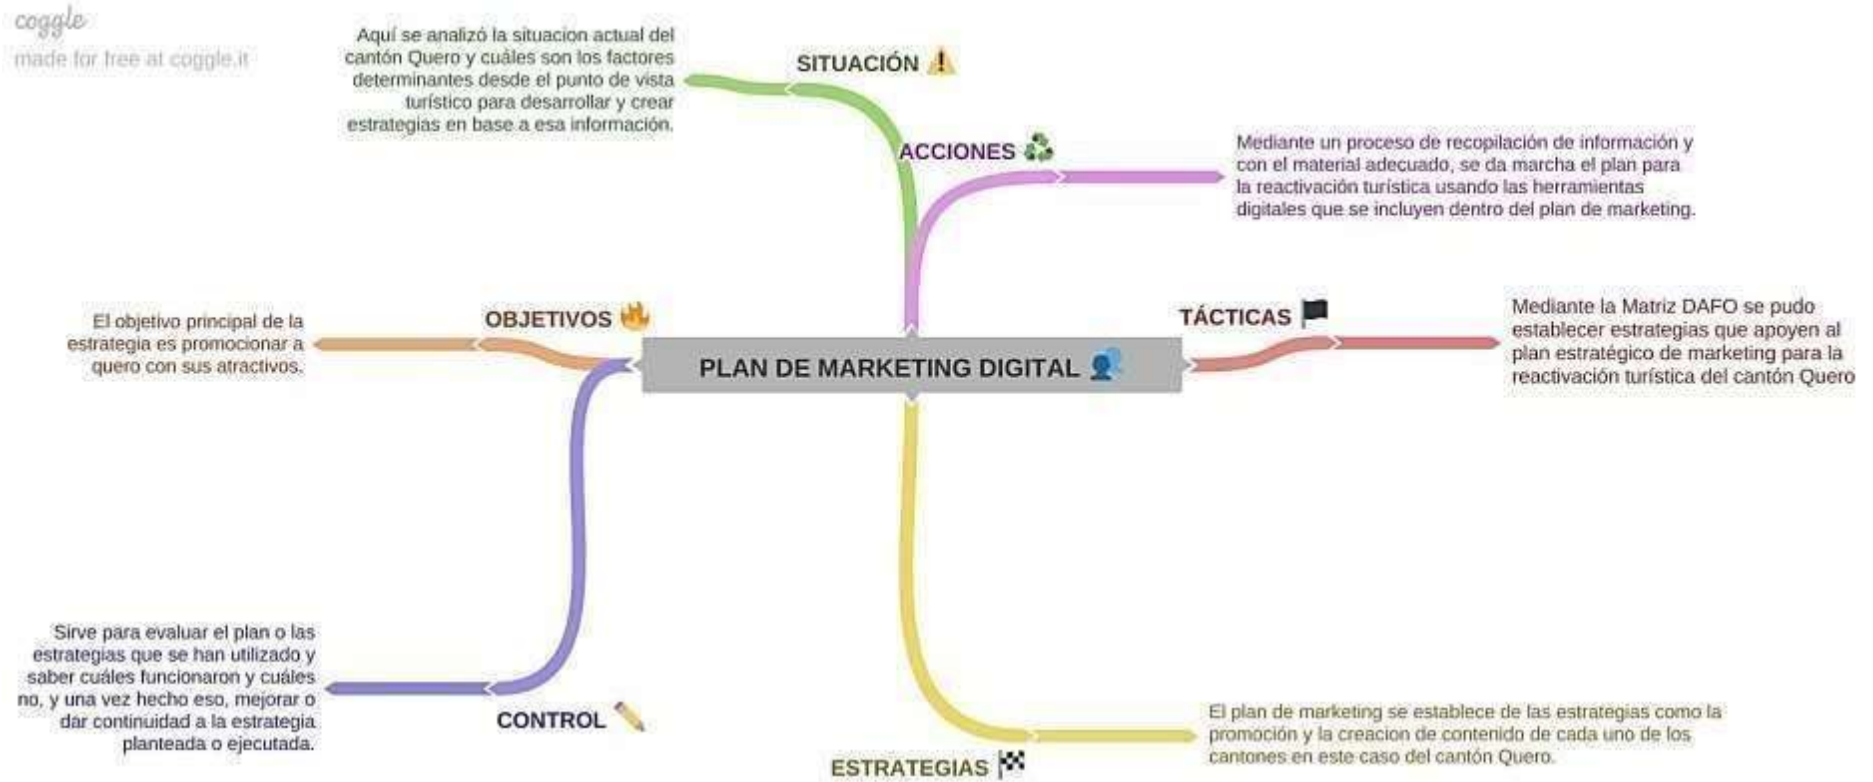 coggle
made for free at coggle.it
Aquí se analizó la situacion actual del
cantón Quero y cuáles son los factores
determinantes desde el punto de vista
turístico para desarrollar y crear
estrategias en base a esa información.
SITUACIÓN
ACCIONES
Mediante un proceso de recopilación de información y
con el material adecuado, se da marcha el plan para
la reactivación turística usando las herramientas
digitales que se incluyen dentro del plan de marketing.
OBJETIVOS
El objetivo principal de la
estrategia es promocionar a
quero con sus atractivos.
PLAN DE MARKETING DIGITAL
TÁCTICAS
Mediante la Matriz DAFO se pudo
establecer estrategias que apoyen al
plan estratégico de marketing para la
reactivación turística del cantón Quero
Sirve para evaluar el plan o las
estrategias que se han utilizado y
saber cuáles funcionaron y cuáles
no, y una vez hecho eso, mejorar o
dar continuidad a la estrategia
planteada o ejecutada.
CONTROL
ESTRATEGIAS
El plan de marketing se establece de las estrategias como la
promoción y la creacion de contenido de cada uno de los
cantones en este caso del cantón Quero.